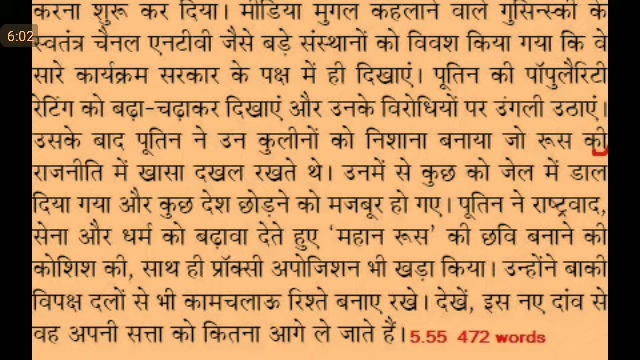 करना शुरू कर दिया। मीडिया मुगल कहलाने वाले गुसिन्स्की के
6:02
स्वतंत्र चैनल एनटीवी जैसे बड़े संस्थानों को विवश किया गया कि वे
सारे कार्यक्रम सरकार के पक्ष में ही दिखाएं। पूतिन की पॉपुलैरिटी
रेटिंग को बढ़ा-चढ़ाकर दिखाएं और उनके विरोधियों पर उंगली उठाएं।
उसके बाद पूतिन ने उन कुलीनों को निशाना बनाया जो रूस की
राजनीति में खासा दखल रखते थे। उनमें से कुछ को जेल में डाल
दिया गया और कुछ देश छोड़ने को मजबूर हो गए। पूतिन ने राष्ट्रवाद,
सेना और धर्म को बढ़ावा देते हुए ‘महान रूस’ की छवि बनाने की
कोशिश की, साथ ही प्रॉक्सी अपोजिशन भी खड़ा किया। उन्होंने बाकी
विपक्ष दलों से भी कामचलाऊ रिश्ते बनाए रखे। देखें, इस नए दांव से
वह अपनी सत्ता को कितना आगे ले जाते हैं। 5.55 472 words